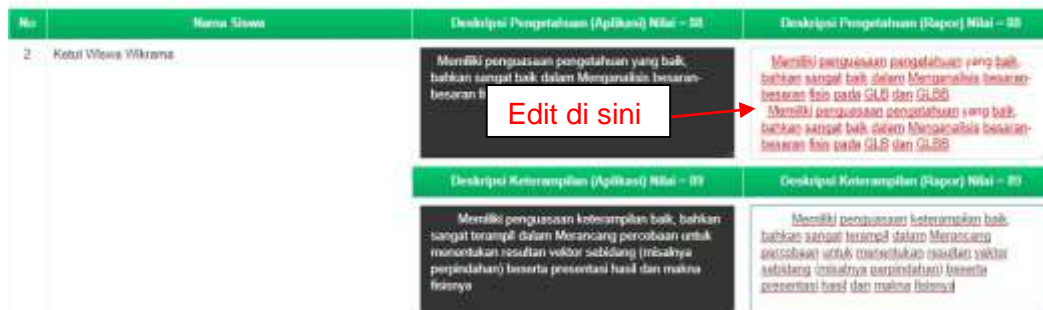 No Nama Siswa Deskripsi Pengetahuan (Aplikasi) Nilai – 88 Deskripsi Pengetahuan (Rapor) Nilai – 88
2 Ketut Wiswa Wikrama
Memiliki penguasaan pengetahuan yang baik,
bahkan sangat baik dalam Menganalisis besaran-
besaran
Edit di sini
Memiliki penguasaan pengetahuan yang baik,
bahkan sangat baik dalam Menganalisis besaran-
besaran fisis pada GLB dan GLBB
Memiliki penguasaan pengetahuan yang baik,
bahkan sangat baik dalam Menganalisis besaran-
besaran fisis pada GLB dan GLBB
Deskripsi Keterampilan (Aplikasi) Nilai – 89 Deskripsi Keterampilan (Rapor) Nilai – 89
Memiliki penguasaan keterampilan baik, bahkan
sangat terampil dalam Merancang percobaan untuk
menentukan resultan vektor sebidang (misalnya
perpindahan) beserta presentasi hasil dan makna
fisisnya
Memiliki penguasaan keterampilan baik,
bahkan sangat terampil dalam Merancang
percobaan untuk menentukan resultan vektor
sebidang (misalnya perpindahan) beserta
presentasi hasil dan makna fisisnya